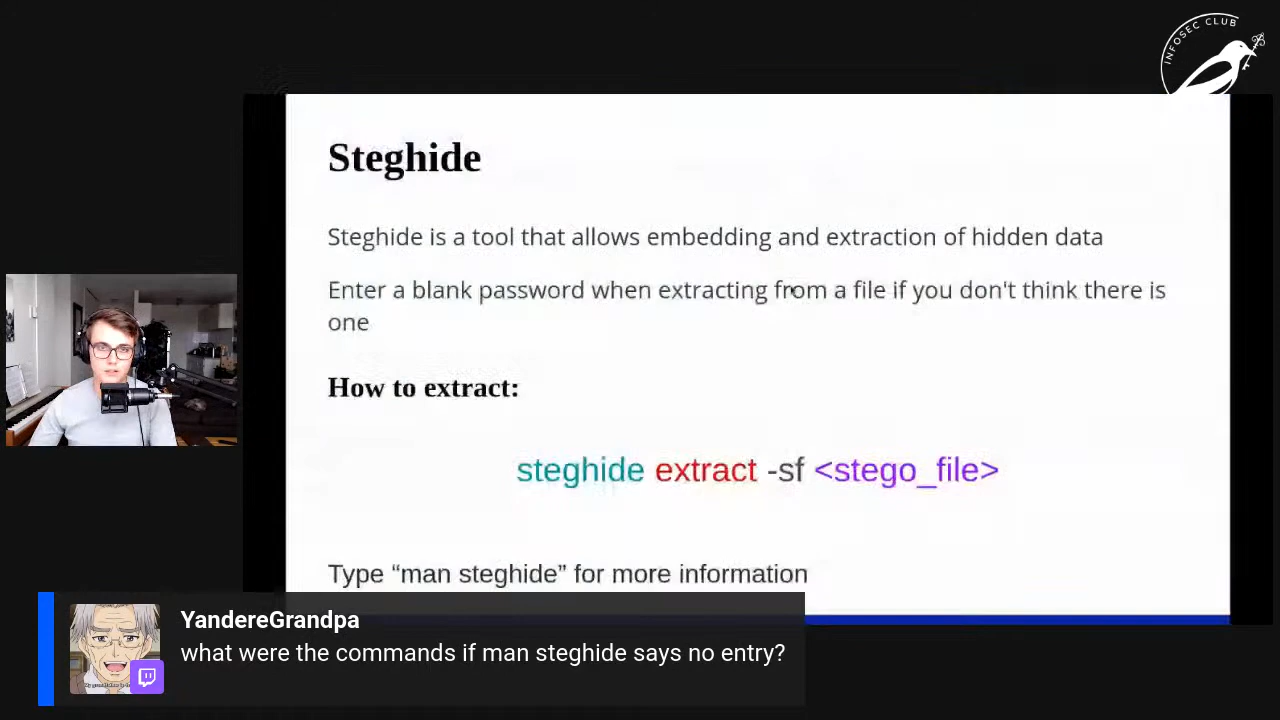 INFOSEC CLUB
Steghide
Steghide is a tool that allows embedding and extraction of hidden data
Enter a blank password when extracting from a file if you don't think there is
one
How to extract:
steghide extract -sf <stego_file>
Type “man steghide” for more information
YandereGrandpa
what were the commands if man steghide says no entry?